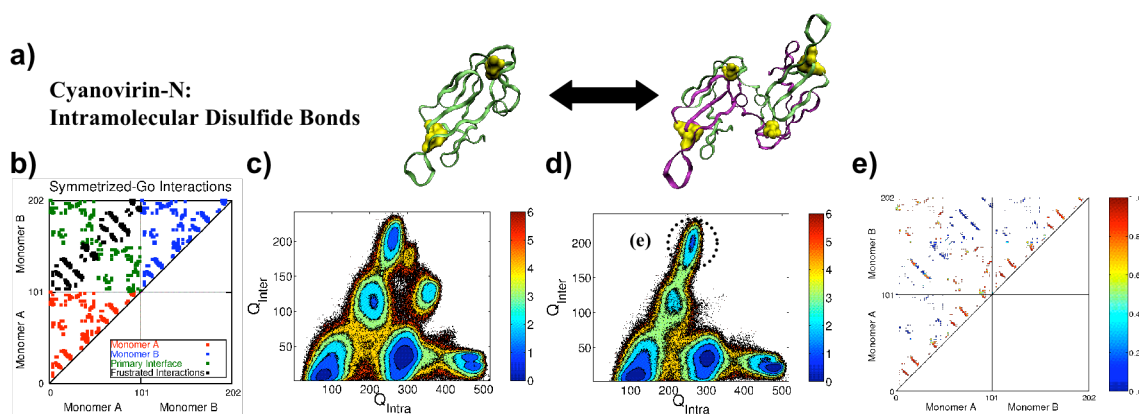 a)
Cyanovirin-N:
Intramolecular Disulfide Bonds
b)
Symmetrized-Go Interactions
202
Monomer B
101
Monomer A
0
Monomer A
Monomer B
Primary Interface
Frustrated Interactions
0 101 202
Monomer A Monomer B
c)
200
150
100
50
Q_Inter
100 200 300 400 500
Q_Intra
6
5
4
3
2
1
0
d)
(e)
200
150
100
50
Q_Inter
100 200 300 400 500
Q_Intra
6
5
4
3
2
1
0
e)
202
Monomer B
101
Monomer A
0
0 101 202
Monomer A Monomer B